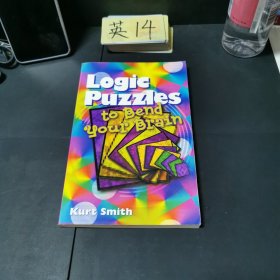 英14
Logic
Puzzles
to Bend
Your Brain
Kurt Smith